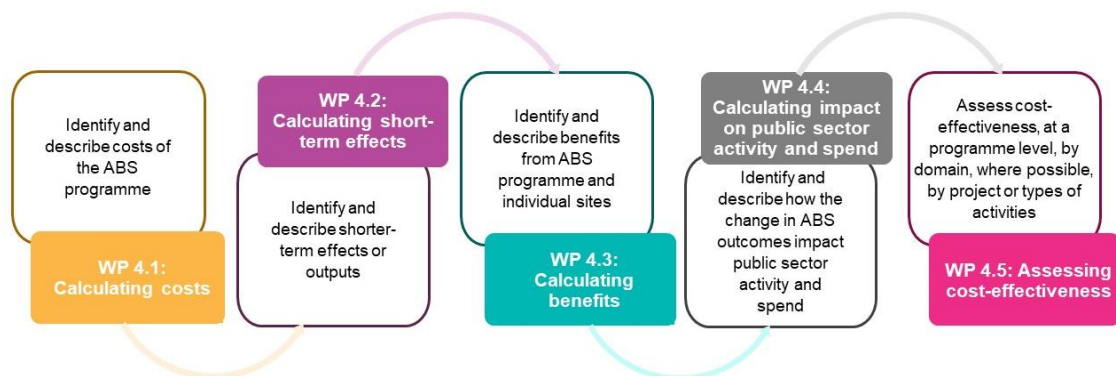 Identify and
describe costs of
the ABS
programme
WP 4.1:
Calculating costs
WP 4.2:
Calculating short-
term effects
Identify and
describe shorter-
term effects or
outputs
Identify and
describe benefits
from ABS
programme and
individual sites
WP 4.3:
Calculating
benefits
WP 4.4:
Calculating impact
on public sector
activity and spend
Identify and
describe how the
change in ABS
outcomes impact
public sector
activity and
spend
Assess cost-
effectiveness, at a
programme level, by
domain, where possible,
by project or types of
activities
WP 4.5: Assessing
cost-effectiveness